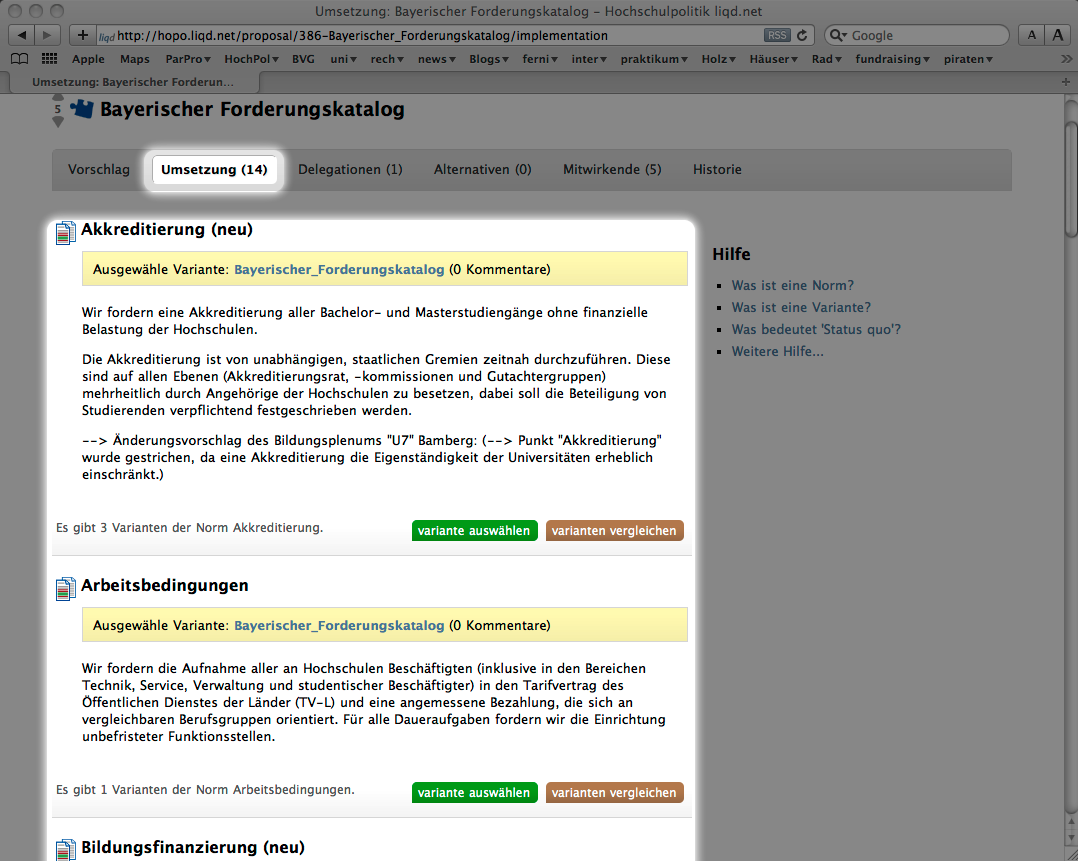 Umsetzung: Bayerischer Forderungskatalog – Hochschulpolitik liqd.net
liqd http://hopo.liqd.net/proposal/386-Bayerischer_Forderungskatalog/implementation RSS Google A A
Apple Maps ParPro HochPol BVG uni rech news Blogs ferni inter praktikum Holz Häuser Rad fundraising piraten
Umsetzung: Bayerischer Forderun...
5 Bayerischer Forderungskatalog
Vorschlag Umsetzung (14) Delegationen (1) Alternativen (0) Mitwirkende (5) Historie
Akkreditierung (neu)
Ausgewähle Variante: Bayerischer_Forderungskatalog (0 Kommentare)
Wir fordern eine Akkreditierung aller Bachelor- und Masterstudiengänge ohne finanzielle
Belastung der Hochschulen.
Die Akkreditierung ist von unabhängigen, staatlichen Gremien zeitnah durchzuführen. Diese
sind auf allen Ebenen (Akkreditierungsrat, -kommissionen und Gutachtergruppen)
mehrheitlich durch Angehörige der Hochschulen zu besetzen, dabei soll die Beteiligung von
Studierenden verpflichtend festgeschrieben werden.
--> Änderungsvorschlag des Bildungsplenums "U7" Bamberg: (--> Punkt "Akkreditierung"
wurde gestrichen, da eine Akkreditierung die Eigenständigkeit der Universitäten erheblich
einschränkt.)
Es gibt 3 Varianten der Norm Akkreditierung. variante auswählen varianten vergleichen
Arbeitsbedingungen
Ausgewähle Variante: Bayerischer_Forderungskatalog (0 Kommentare)
Wir fordern die Aufnahme aller an Hochschulen Beschäftigten (inklusive in den Bereichen
Technik, Service, Verwaltung und studentischer Beschäftigter) in den Tarifvertrag des
Öffentlichen Dienstes der Länder (TV-L) und eine angemessene Bezahlung, die sich an
vergleichbaren Berufsgruppen orientiert. Für alle Daueraufgaben fordern wir die Einrichtung
unbefristeter Funktionsstellen.
Es gibt 1 Varianten der Norm Arbeitsbedingungen. variante auswählen varianten vergleichen
Bildungsfinanzierung (neu)
Hilfe
Was ist eine Norm?
Was ist eine Variante?
Was bedeutet 'Status quo'?
Weitere Hilfe...